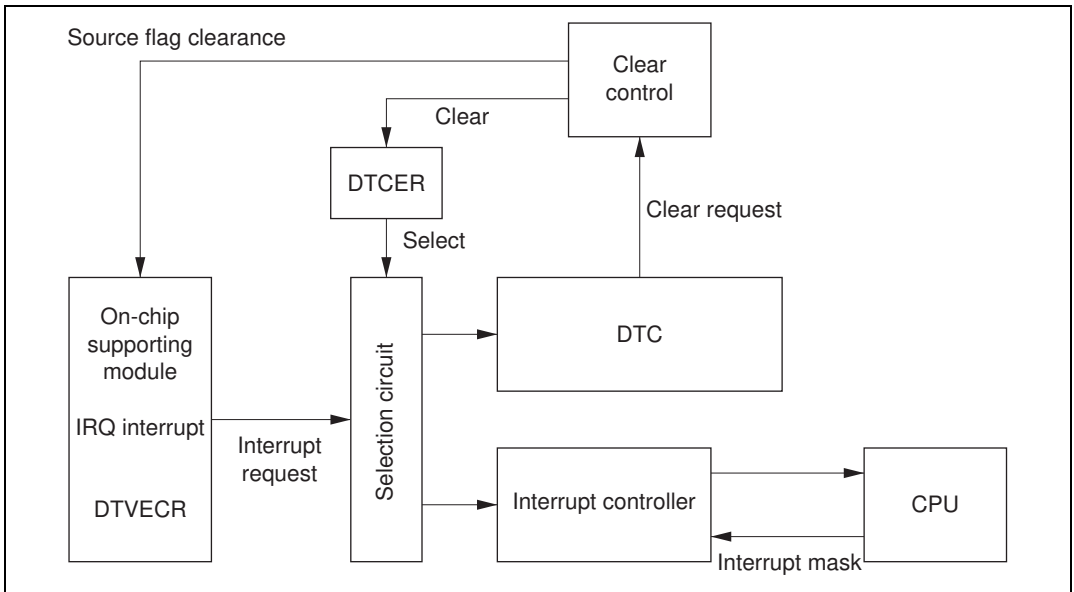 Source flag clearance
Clear
control
Clear
DTCER
Clear request
Select
On-chip
supporting
module
IRQ interrupt
DTVECR
Interrupt
request
Selection circuit
DTC
Interrupt controller
CPU
Interrupt mask